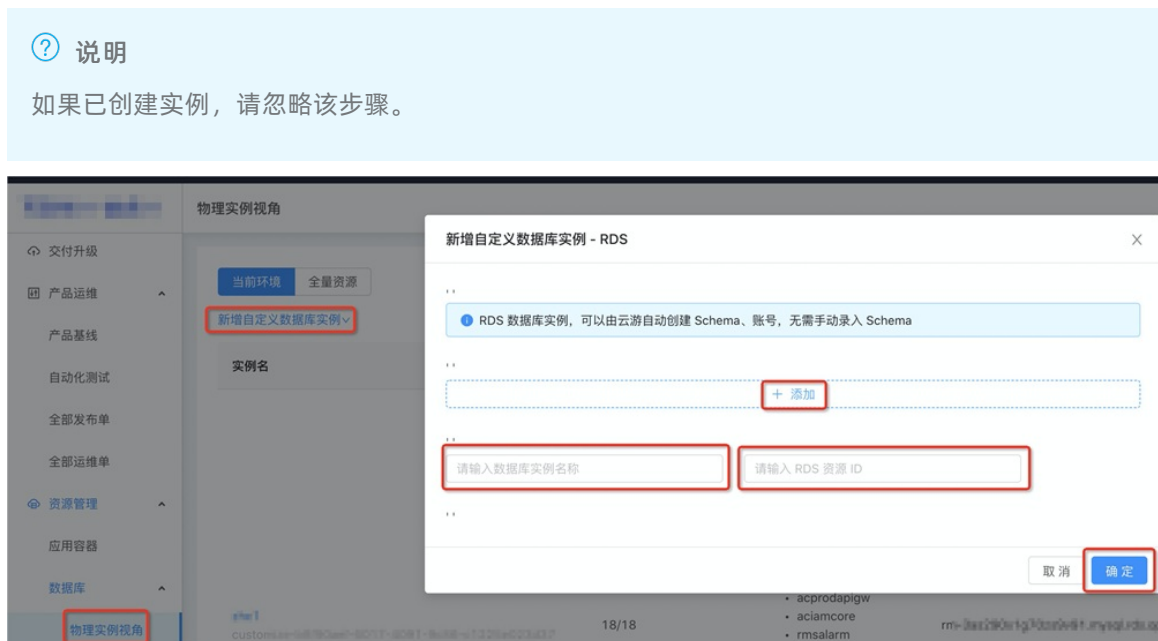 说明
如果已创建实例，请忽略该步骤。
物理实例视角
交付升级
产品运维
产品基线
自动化测试
全部发布单
全部运维单
资源管理
应用容器
数据库
物理实例视角
当前环境 全量资源
新增自定义数据库实例
实例名
新增自定义数据库实例 - RDS
RDS 数据库实例，可以由云游自动创建 Schema、账号，无需手动录入 Schema
+ 添加
请输入数据库实例名称 请输入 RDS 资源 ID
取 消 确 定
18/18
• acprodapigw
• aciamcore
• rmsalarm